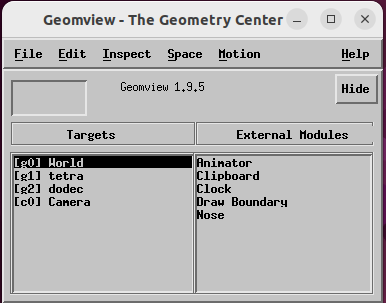 Geomview - The Geometry Center
File Edit Inspect Space Motion Help
Geomview 1.9.5
Hide
Targets External Modules
[g0] World
[g1] tetra
[g2] dodec
[c0] Camera
Animator
Clipboard
Clock
Draw Boundary
Nose